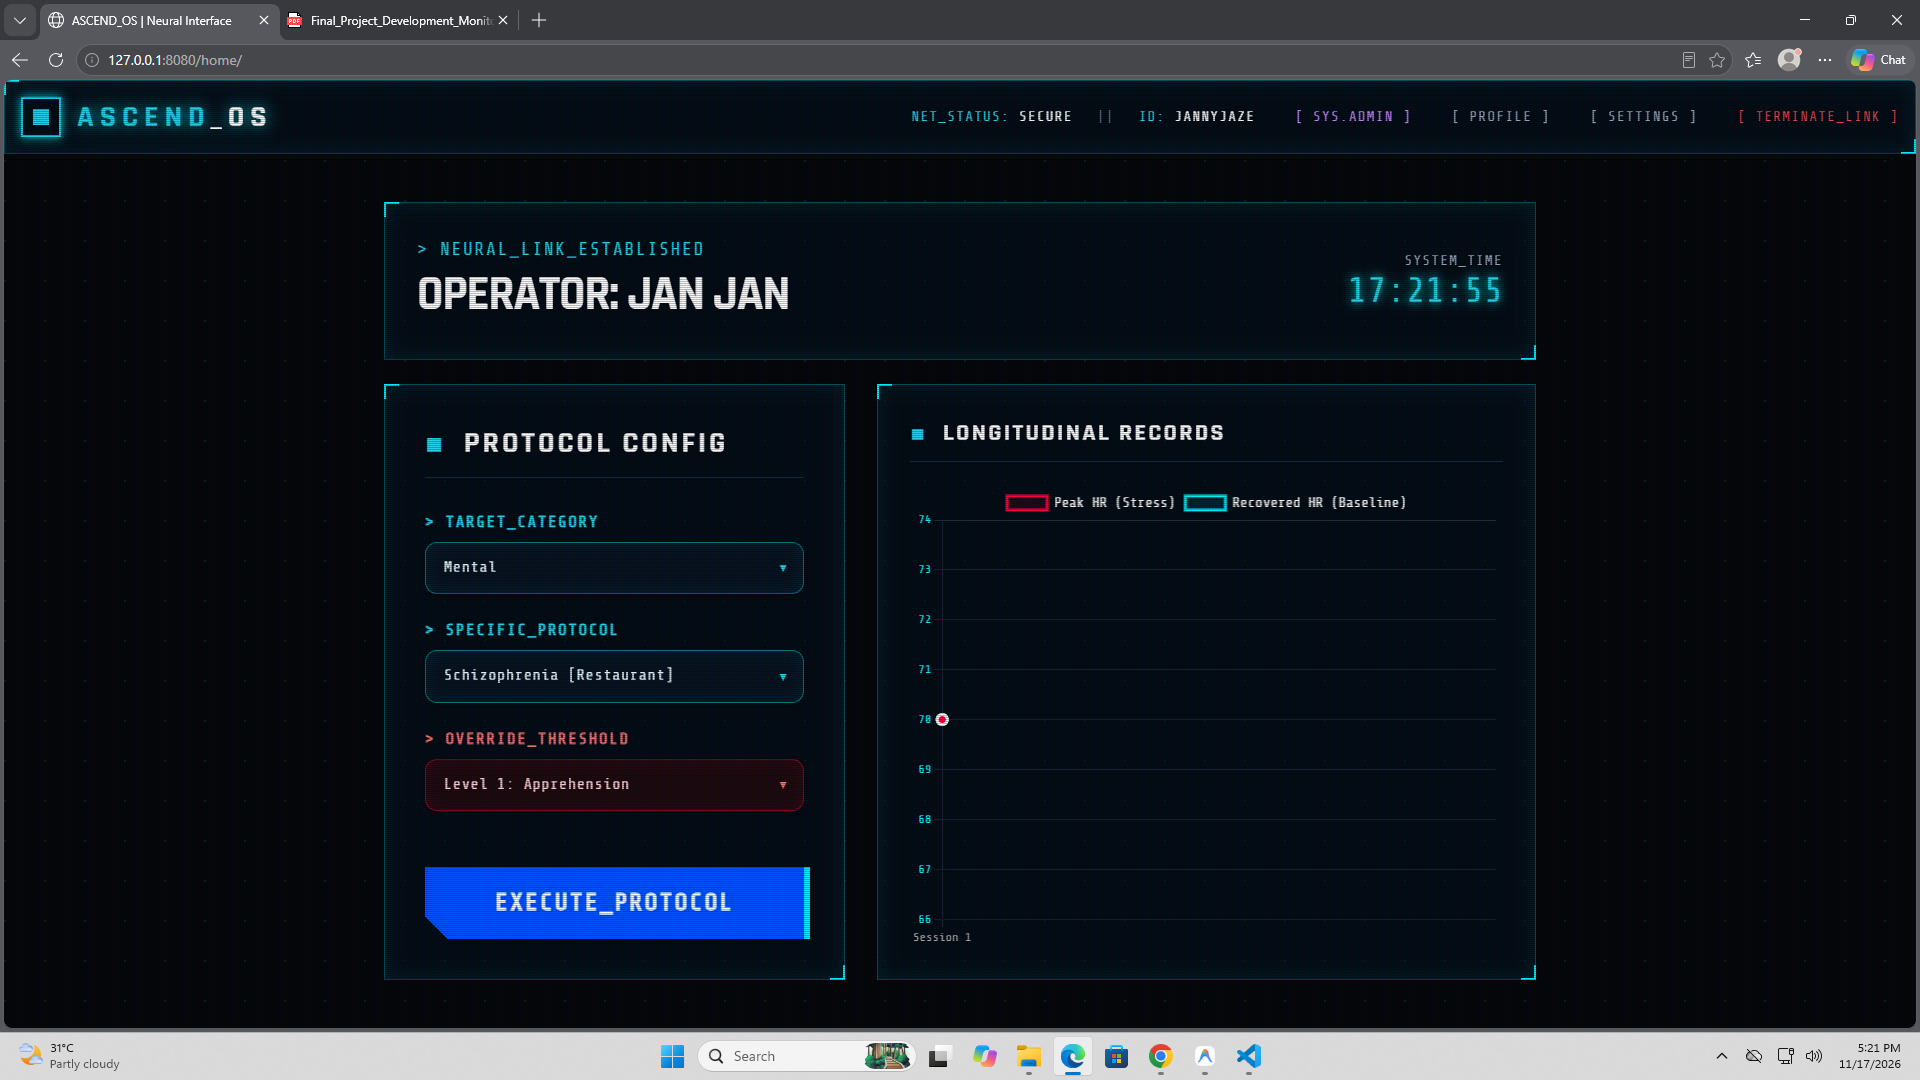 ASCEND_OS | Neural Interface
Final_Project_Development_Monito
127.0.0.1:8080/home/
Chat
ASCEND_OS
NET_STATUS: SECURE || ID: JANNYJAZE [ SYS.ADMIN ] [ PROFILE ] [ SETTINGS ] [ TERMINATE_LINK ]
> NEURAL_LINK_ESTABLISHED
OPERATOR: JAN JAN
SYSTEM_TIME
17:21:55
PROTOCOL CONFIG
> TARGET_CATEGORY
Mental
> SPECIFIC_PROTOCOL
Schizophrenia [Restaurant]
> OVERRIDE_THRESHOLD
Level 1: Apprehension
EXECUTE_PROTOCOL
LONGITUDINAL RECORDS
Peak HR (Stress) Recovered HR (Baseline)
74
73
72
71
70
69
68
67
66
Session 1
31°C
Partly cloudy
Search
5:21 PM
11/17/2026